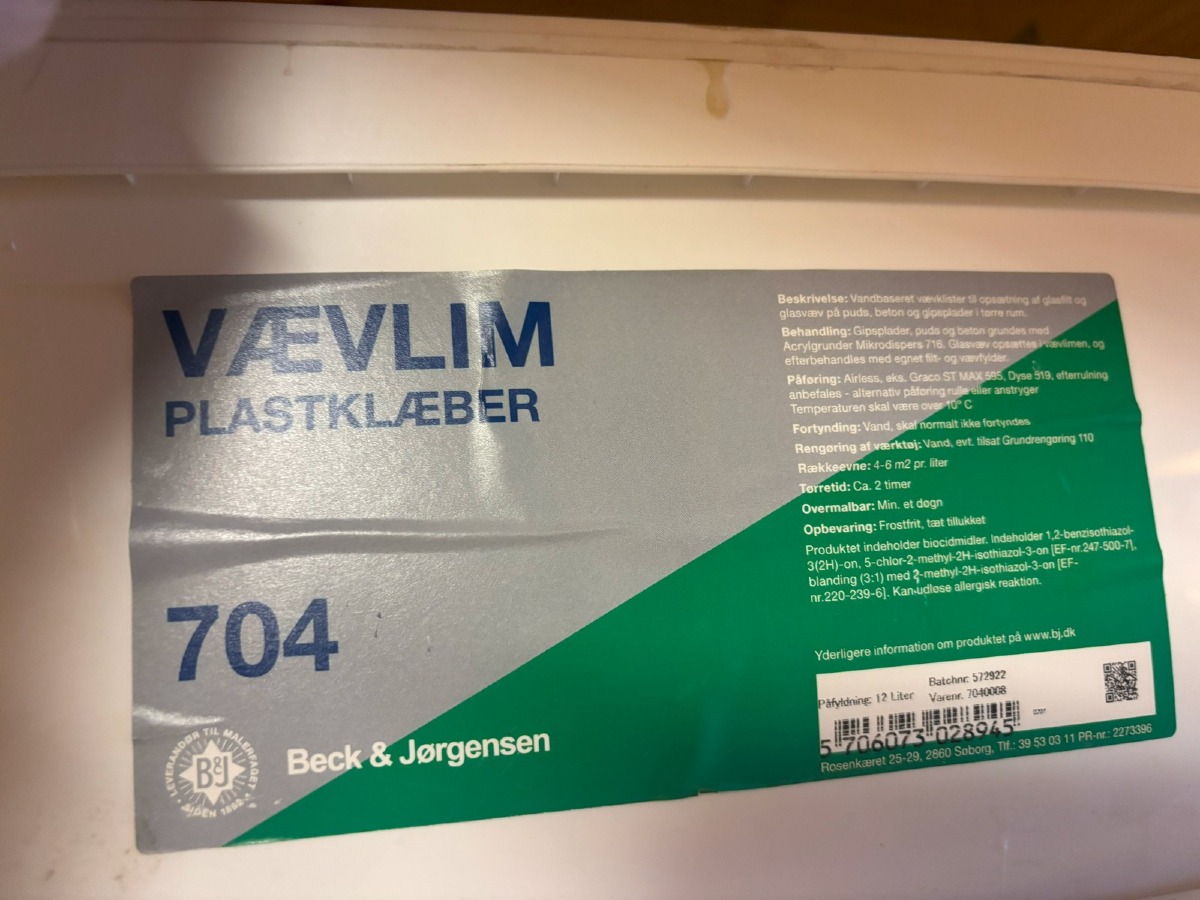 VÆVLIM
PLASTKLÆBER
704
LEVERANDØR TIL MALERFAGET
B&J
SIDEN 1892
Beck & Jørgensen
Beskrivelse: Vandbaseret vævklister til opsætning af glasfilt og
glasvæv på puds, beton og gipsplader i tørre rum.
Behandling: Gipsplader, puds og beton grundes med
Acrylgrunder Mikrodispers 716. Glasvæv opsættes i vævlimen, og
efterbehandles med egnet filt- og vævfylder.
Påføring: Airless, eks. Graco ST MAX 595, Dyse 519, efterrulning
anbefales - alternativ påføring rulle eller anstryger
Temperaturen skal være over 10° C
Fortynding: Vand, skal normalt ikke fortyndes
Rengøring af værktøj: Vand, evt. tilsat Grundrengøring 110
Rækkeevne: 4-6 m2 pr. liter
Tørretid: Ca. 2 timer
Overmalbar: Min. et døgn
Opbevaring: Frostfrit, tæt tillukket
Produktet indeholder biocidmidler. Indeholder 1,2-benzisothiazol-
3(2H)-on, 5-chlor-2-methyl-2H-isothiazol-3-on [EF-nr.247-500-7],
blanding (3:1) med 2-methyl-2H-isothiazol-3-on [EF-
nr.220-239-6]. Kan udløse allergisk reaktion.
Yderligere information om produktet på www.bj.dk
Batchnr: 572922
Påfyldning: 12 Liter Varenr. 7040008
5 706073 028945
Rosenkæret 25-29, 2860 Søborg, Tlf.: 39 53 03 11 PR-nr.: 2273396